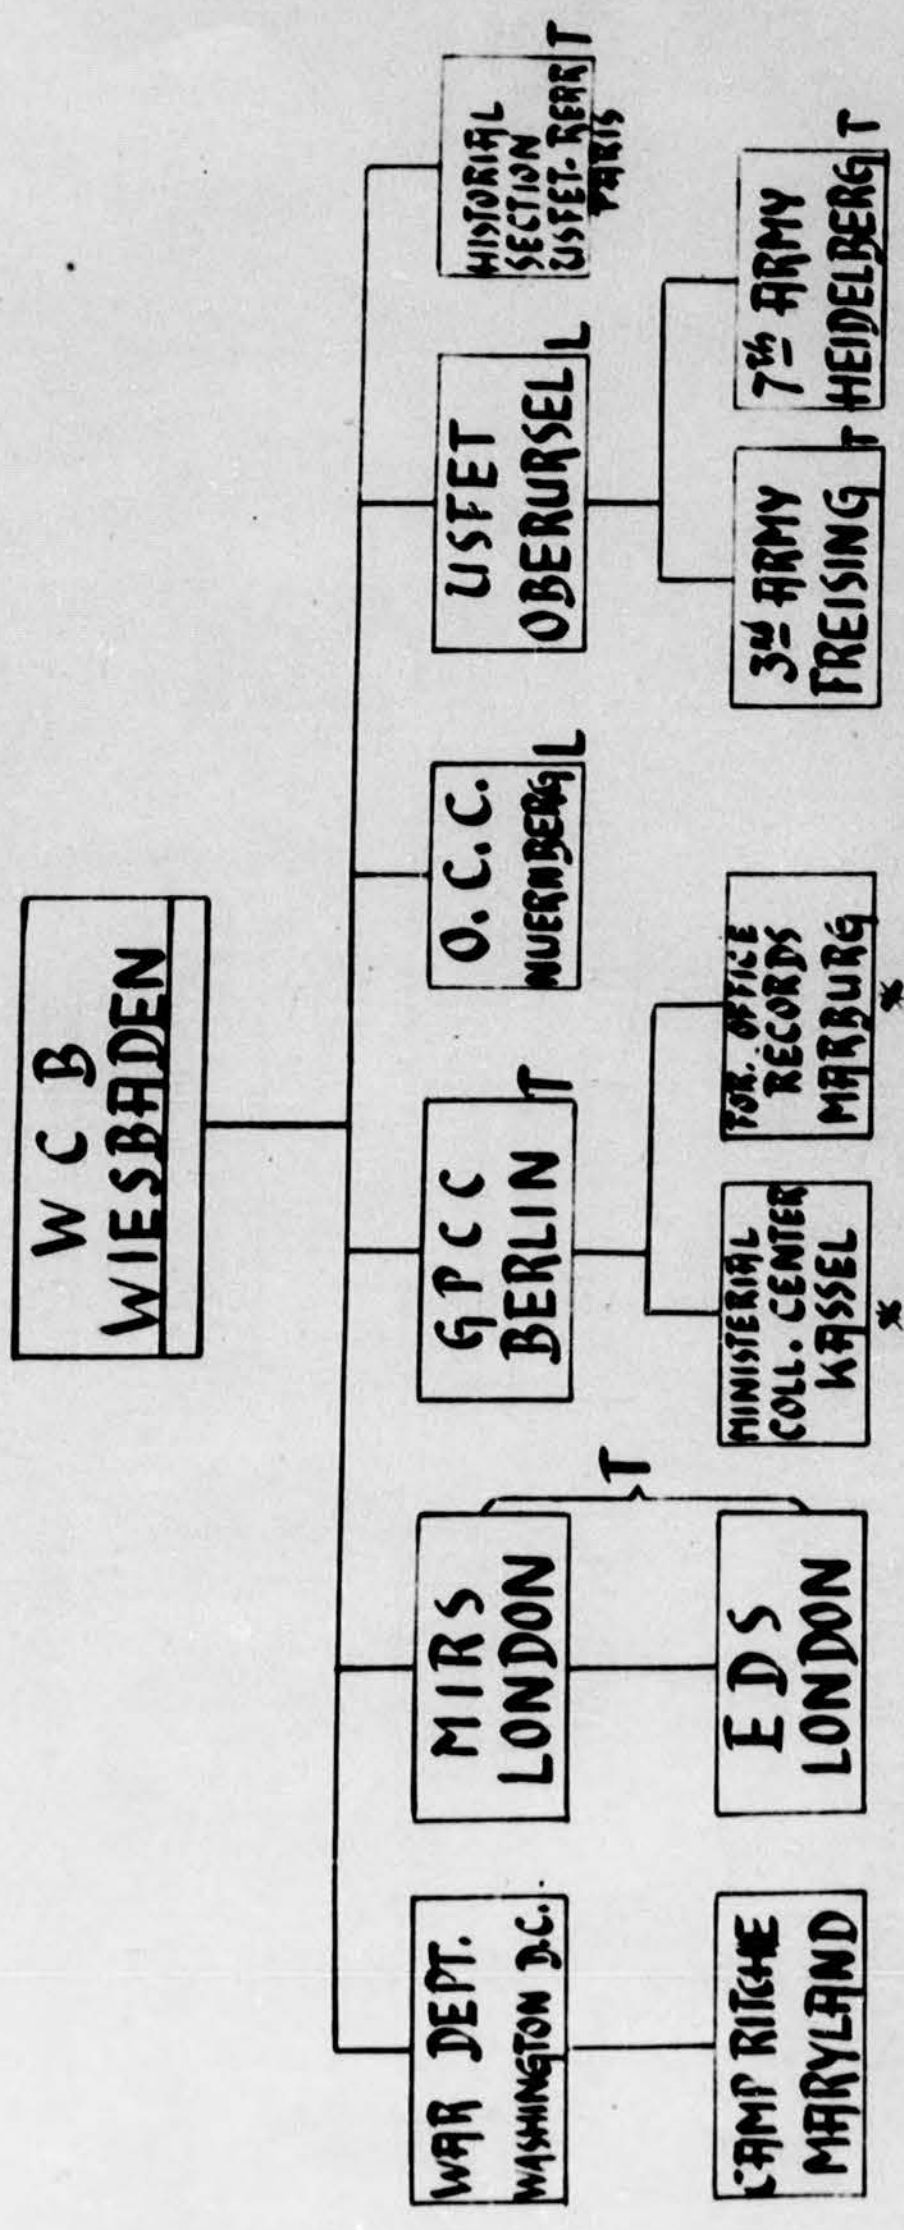 W C B
WIESBADEN
WAR DEPT.
WASHINGTON D.C.
MIRS
LONDON
G P C C
BERLIN T
O. C. C.
NUERNBERG L
USFET
OBERURSEL L
HISTORIAL
SECTION
USFET. REAR T
PARIS
T
CAMP RITCHIE
MARYLAND
E D S
LONDON
MINISTERIAL
COLL. CENTER
KASSEL
*
FOR. OFFICE
RECORDS
MARBURG
*
3rd ARMY
FREISING T
7th ARMY
HEIDELBERG T